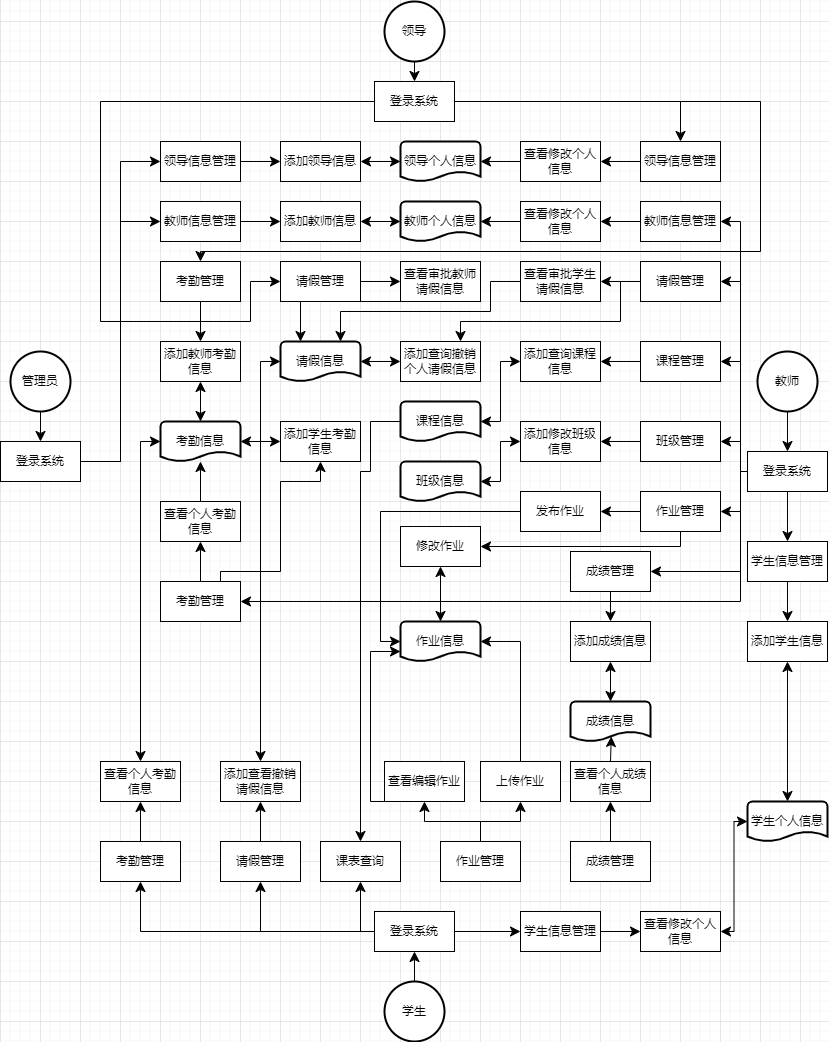 领导
登录系统
领导信息管理
添加领导信息
领导个人信息
查看修改个人
信息
领导信息管理
教师信息管理
添加教师信息
教师个人信息
查看修改个人
信息
教师信息管理
考勤管理
请假管理
查看审批教师
请假信息
查看审批学生
请假信息
请假管理
添加教师考勤
信息
请假信息
添加查询撤销
个人请假信息
添加查询课程
信息
课程管理
管理员
教师
登录系统
考勤信息
添加学生考勤
信息
课程信息
添加修改班级
信息
班级管理
登录系统
班级信息
查看个人考勤
信息
发布作业
作业管理
修改作业
学生信息管理
成绩管理
考勤管理
作业信息
添加成绩信息
添加学生信息
成绩信息
查看个人考勤
信息
添加查看撤销
请假信息
查看编辑作业
上传作业
查看个人成绩
信息
学生个人信息
考勤管理
请假管理
课表查询
作业管理
成绩管理
登录系统
学生信息管理
查看修改个人
信息
学生